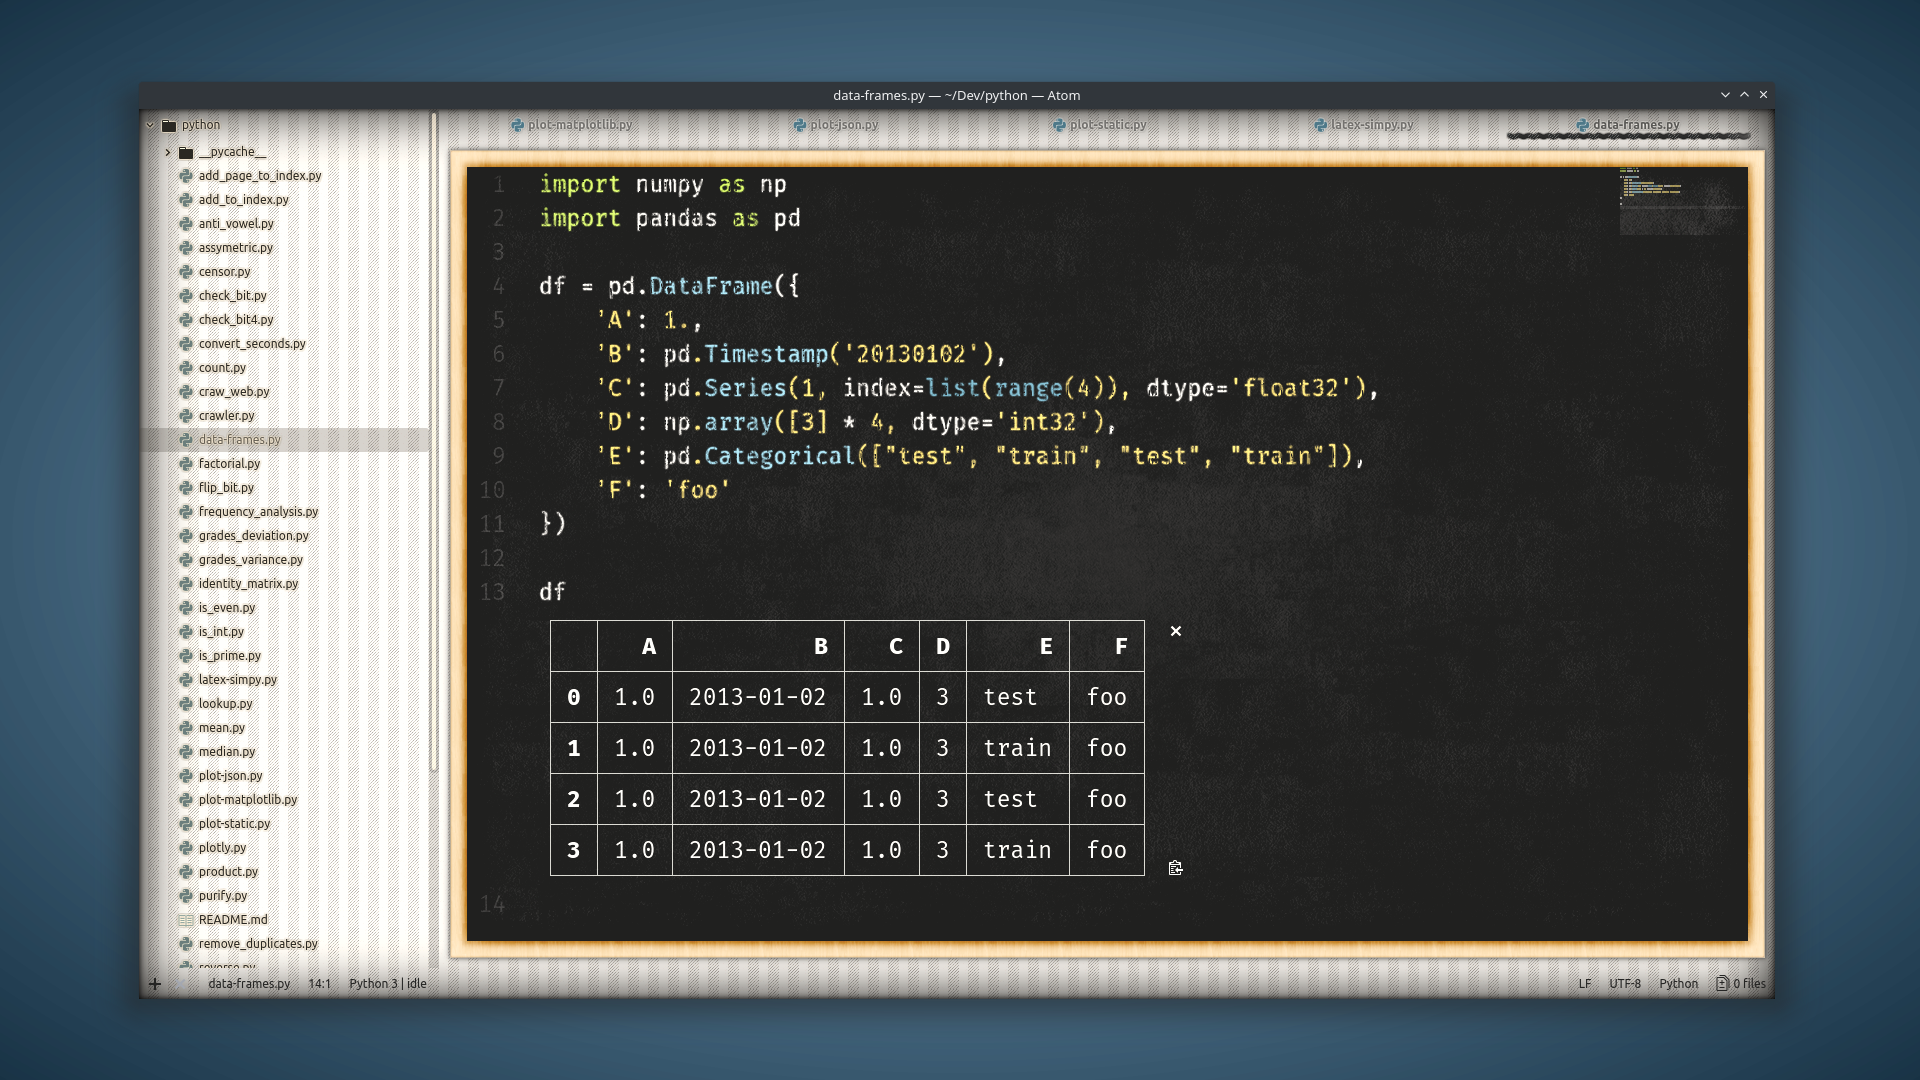 data-frames.py — ~/Dev/python — Atom
python
__pycache__
add_page_to_index.py
add_to_index.py
anti_vowel.py
assymetric.py
censor.py
check_bit.py
check_bit4.py
convert_seconds.py
count.py
craw_web.py
crawler.py
data-frames.py
factorial.py
flip_bit.py
frequency_analysis.py
grades_deviation.py
grades_variance.py
identity_matrix.py
is_even.py
is_int.py
is_prime.py
latex-simpy.py
lookup.py
mean.py
median.py
plot-json.py
plot-matplotlib.py
plot-static.py
plotly.py
product.py
purify.py
README.md
remove_duplicates.py
plot-matplotlib.py plot-json.py plot-static.py latex-simpy.py data-frames.py
1 import numpy as np
2 import pandas as pd
3
4 df = pd.DataFrame({
5     'A': 1.,
6     'B': pd.Timestamp('20130102'),
7     'C': pd.Series(1, index=list(range(4)), dtype='float32'),
8     'D': np.array([3] * 4, dtype='int32'),
9     'E': pd.Categorical(["test", "train", "test", "train"]),
10     'F': 'foo'
11 })
12
13 df
A B C D E F
0 1.0 2013-01-02 1.0 3 test foo
1 1.0 2013-01-02 1.0 3 train foo
2 1.0 2013-01-02 1.0 3 test foo
3 1.0 2013-01-02 1.0 3 train foo
14
data-frames.py 14:1 Python 3 | idle LF UTF-8 Python 0 files